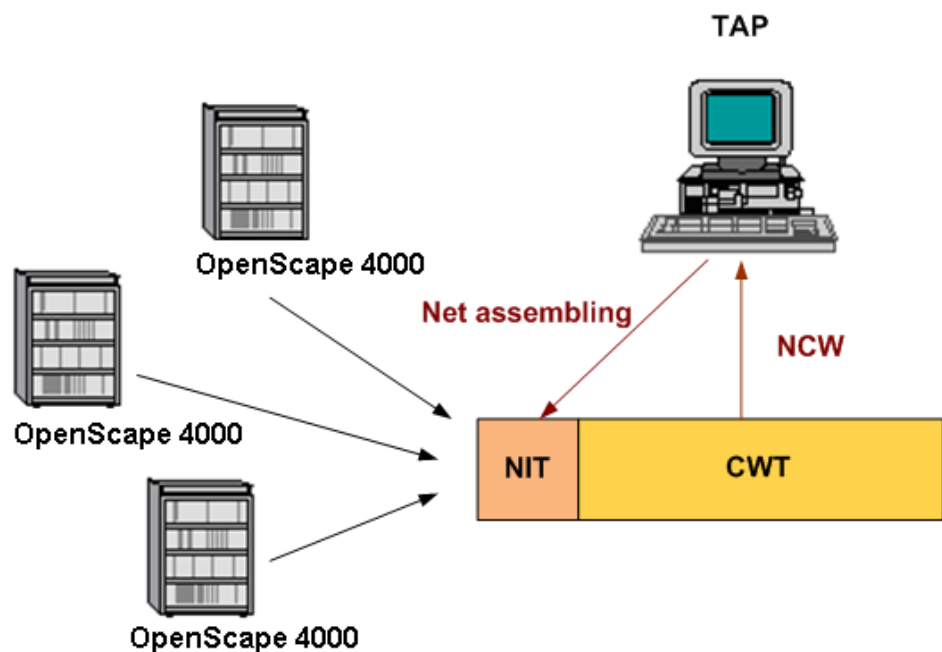 TAP
OpenScape 4000
Net assembling
NCW
OpenScape 4000
NIT
CWT
OpenScape 4000